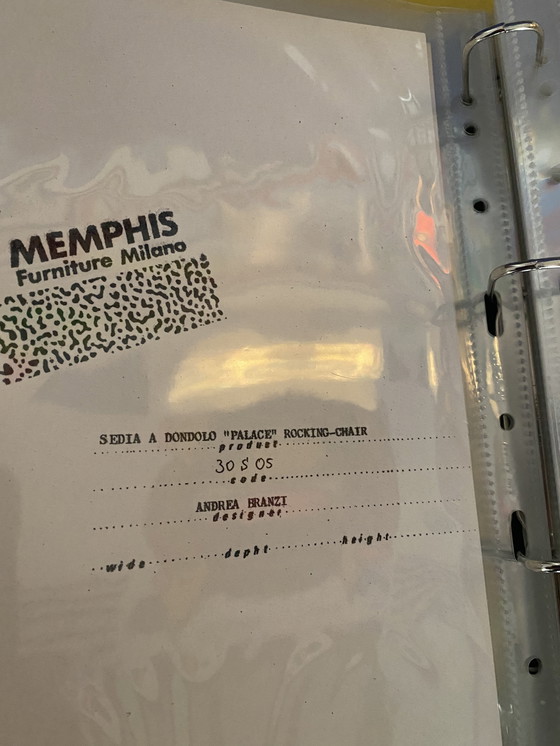 MEMPHIS
Furniture Milano
SEDIA A DONDOLO "PALACE" ROCKING-CHAIR
product
30 S 05
code
ANDREA BRANZI
designer
wide depht height